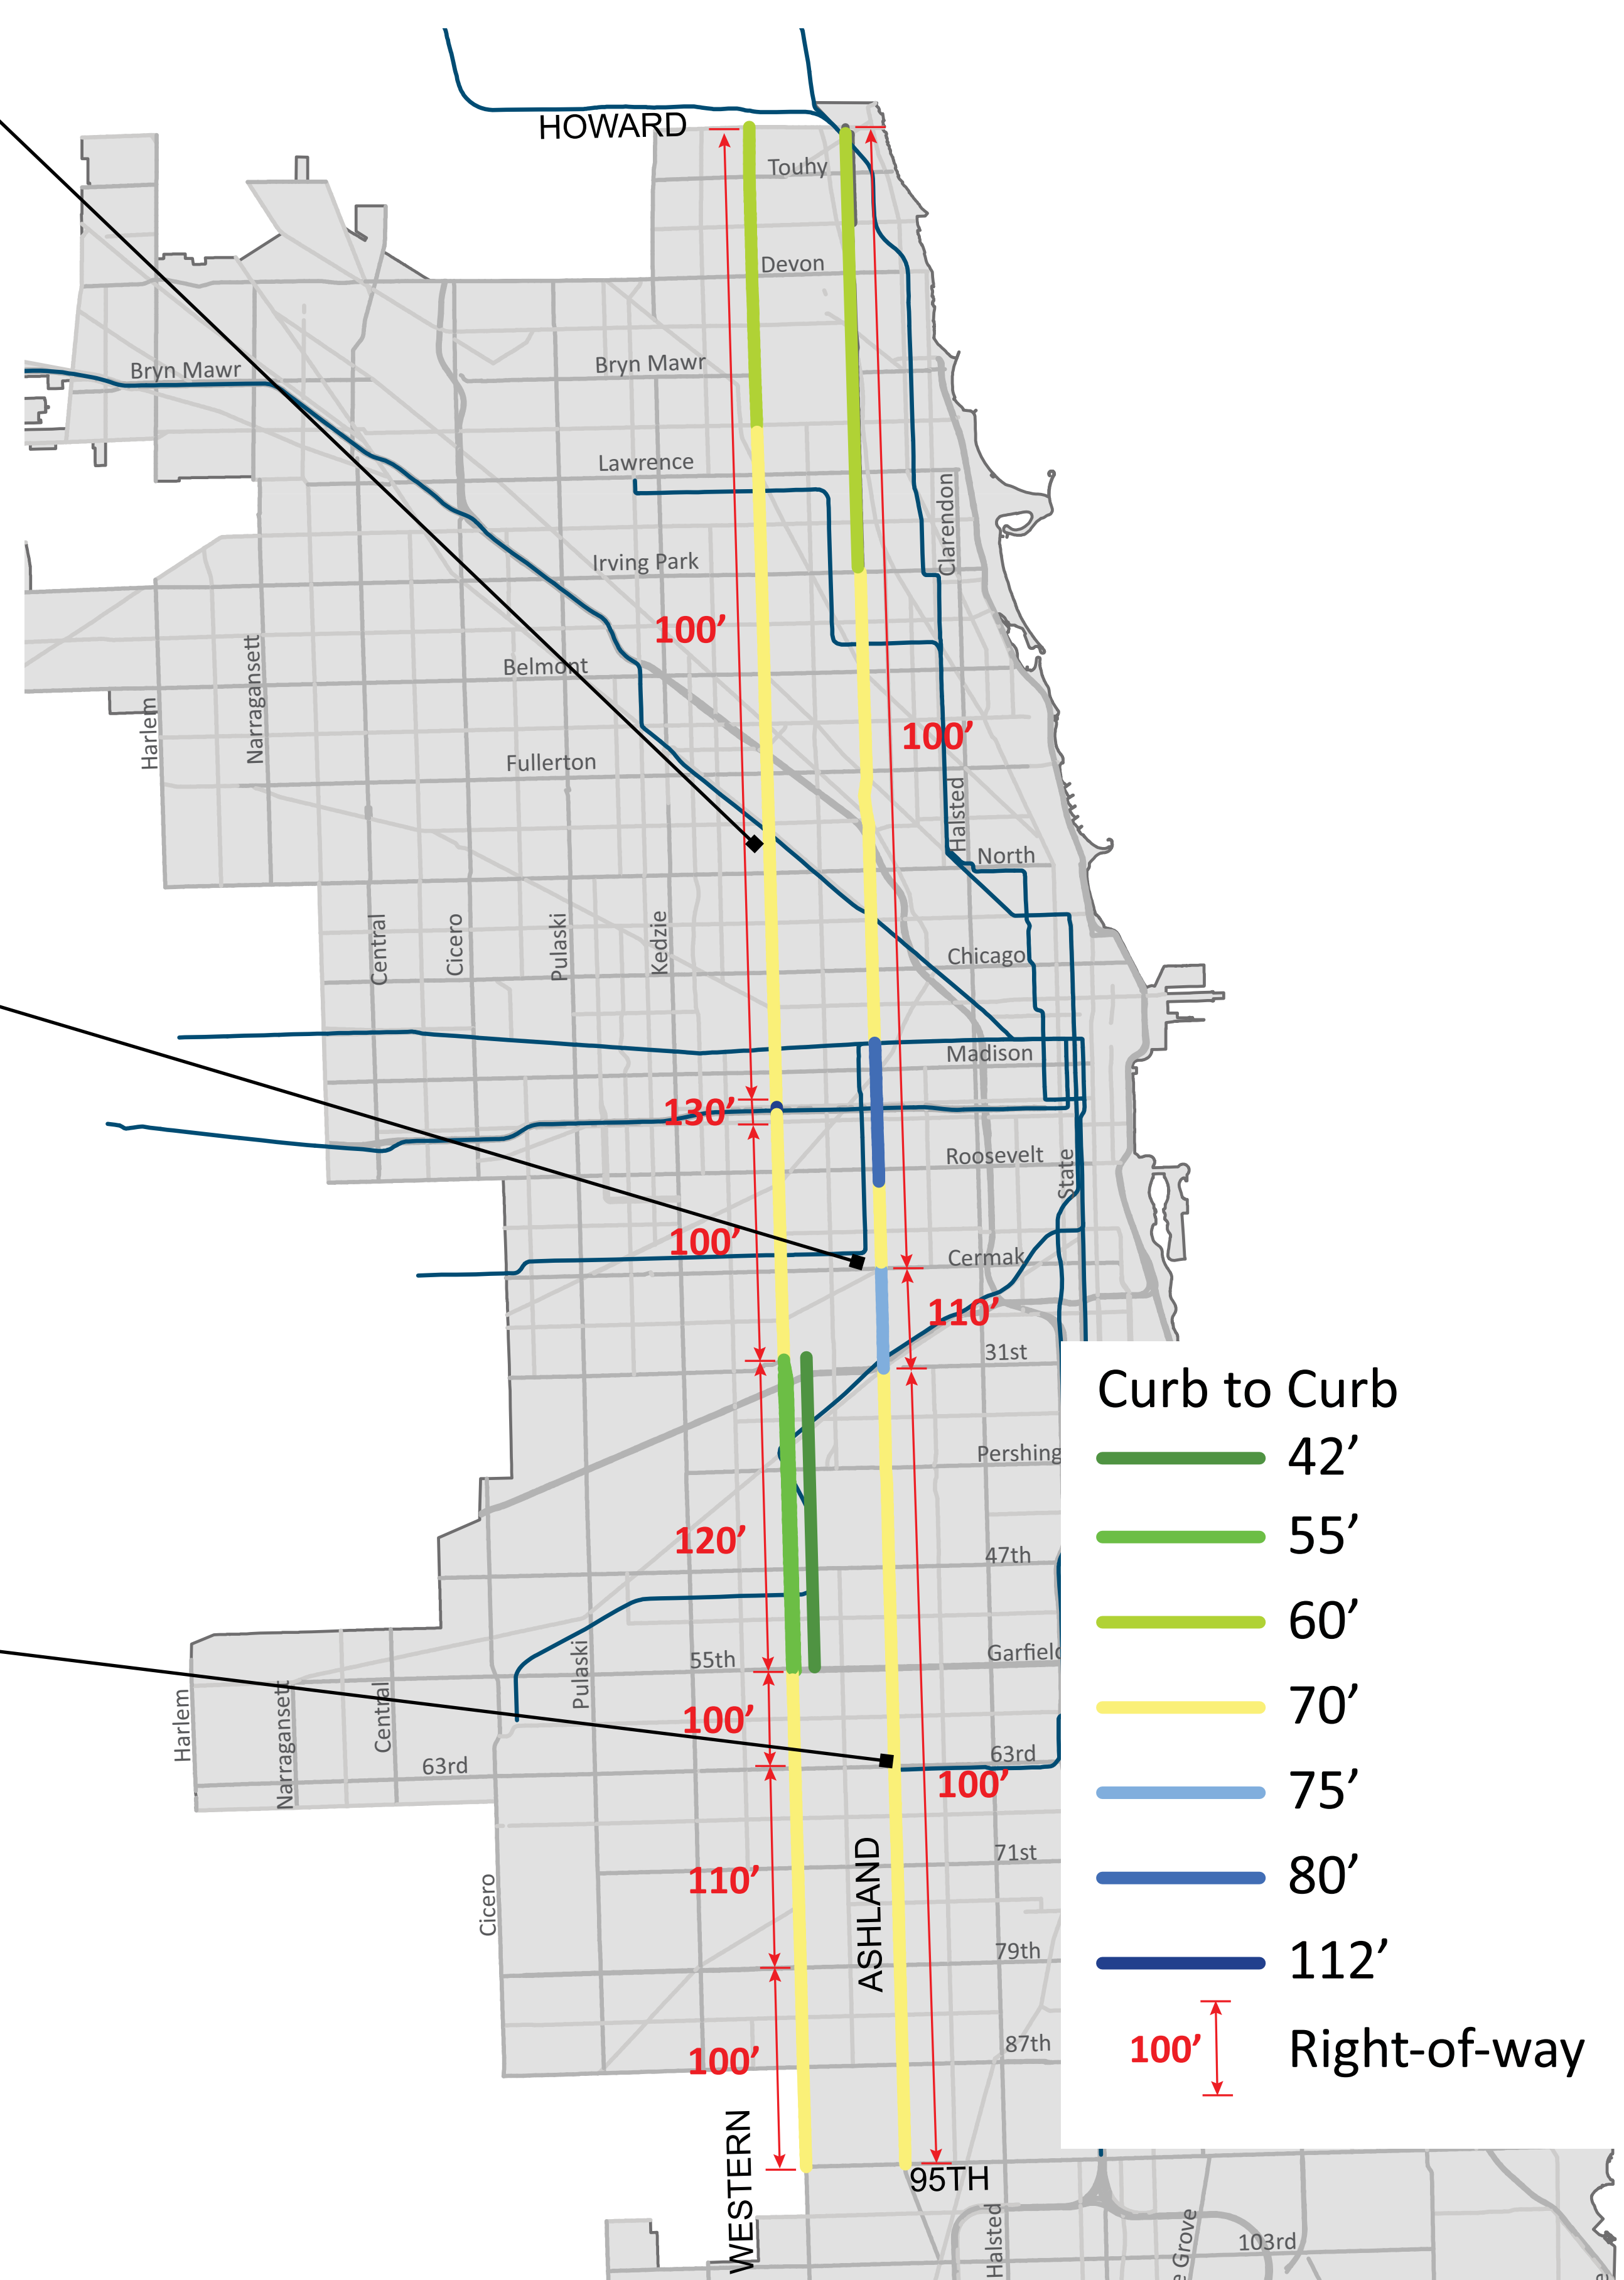 HOWARD
Touhy
Devon
Bryn Mawr
Bryn Mawr
Lawrence
Clarendon
Irving Park
100’
Narragansett
Belmont
Harlem
100’
Fullerton
Halsted
North
Central
Cicero
Pulaski
Kedzie
Chicago
Madison
130’
Roosevelt
State
100’
Cermak
110’
31st
Pershing
120’
47th
55th
Garfield
Pulaski
Harlem
Narragansett
Central
100’
63rd
63rd
100’
71st
110’
ASHLAND
Cicero
79th
87th
100’
WESTERN
95TH
Halsted
e Grove
103rd
Curb to Curb
42’
55’
60’
70’
75’
80’
112’
100’
Right-of-way